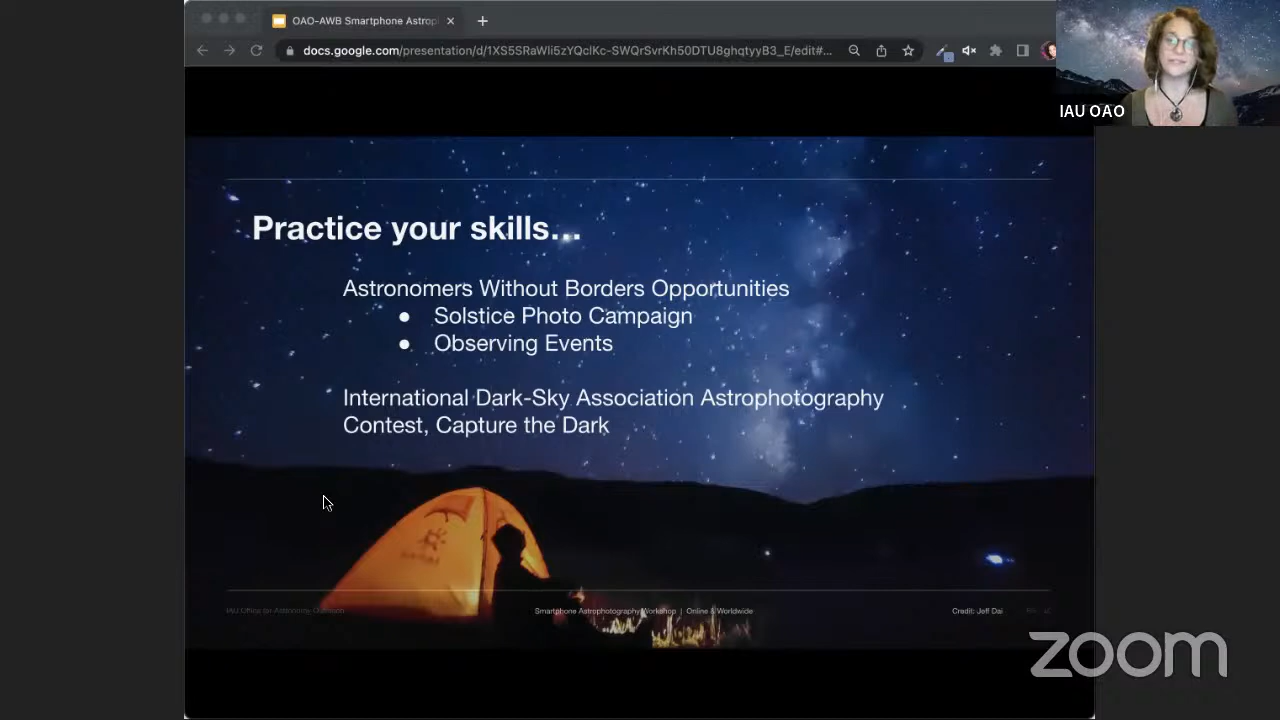 OAO-AWB Smartphone Astrop
docs.google.com/presentation/d/1XS5SRaWli5zYQclKc-SWQrSvrKh50DTU8ghqtyyB3_E/edit#...
IAU OAO
Practice your skills...
Astronomers Without Borders Opportunities
● Solstice Photo Campaign
● Observing Events
International Dark-Sky Association Astrophotography
Contest, Capture the Dark
IAU Office for Astronomy Outreach
Smartphone Astrophotography Workshop | Online & Worldwide
Credit: Jeff Dai
zoom